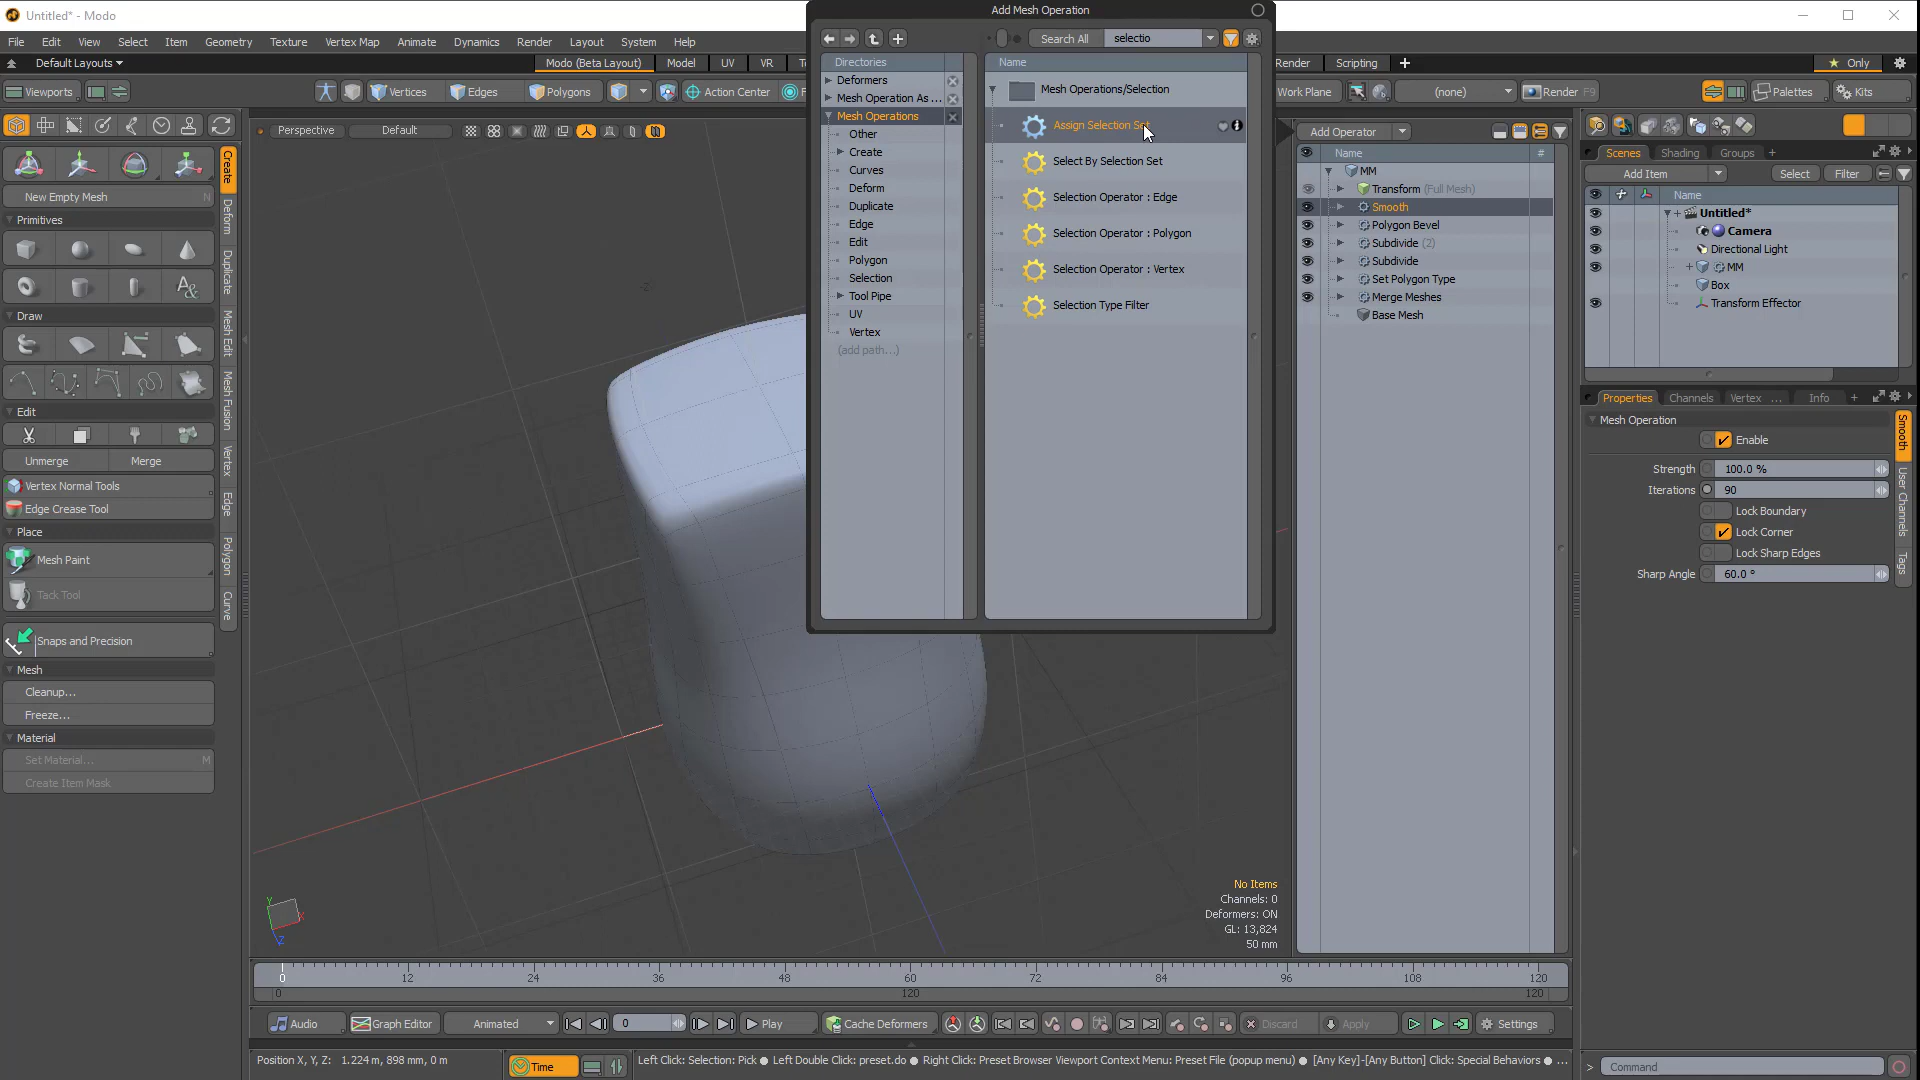 Untitled* - Modo
Add Mesh Operation
File Edit View Select Item Geometry Texture Vertex Map Animate Dynamics Render Layout System Help
Search All selectio
Default Layouts
Modo (Beta Layout) Model UV VR
Render Scripting + Only
Directories Name
Viewports Vertices Edges Polygons Action Center
Work Plane (none) Render F9 Palettes Kits
Deformers
Mesh Operation As ...
Mesh Operations
Other
Create
Curves
Deform
Duplicate
Edge
Edit
Polygon
Selection
Tool Pipe
UV
Vertex
(add path...)
Mesh Operations/Selection
Assign Selection Set
Select By Selection Set
Selection Operator : Edge
Selection Operator : Polygon
Selection Operator : Vertex
Selection Type Filter
Perspective Default
New Empty Mesh
Primitives
Draw
Edit
Unmerge Merge
Vertex Normal Tools
Edge Crease Tool
Place
Mesh Paint
Tack Tool
Snaps and Precision
Mesh
Cleanup...
Freeze...
Material
Set Material... M
Create Item Mask
Create
Deform
Duplicate
Mesh Edit
Mesh Fusion
Vertex
Edge
Polygon
Curve
-Z
Y
X
Z
No Items
Channels: 0
Deformers: ON
GL: 13,824
50 mm
Add Operator
Name #
MM
Transform (Full Mesh)
Smooth
Polygon Bevel
Subdivide (2)
Subdivide
Set Polygon Type
Merge Meshes
Base Mesh
Scenes Shading Groups +
Add Item Select Filter
Name
Untitled*
Camera
Directional Light
MM
Box
Transform Effector
Properties Channels Vertex ... Info +
Mesh Operation
Enable
Strength 100.0 %
Iterations 90
Lock Boundary
Lock Corner
Lock Sharp Edges
Sharp Angle 60.0 °
Smooth
User Channels
Tags
0 12 24 36 48 60 72 84 96 108 120
0 120 120
Audio Graph Editor Animated 0 Play Cache Deformers Discard Apply Settings
Position X, Y, Z: 1.224 m, 898 mm, 0 m
Time
Left Click: Selection: Pick ● Left Double Click: preset.do ● Right Click: Preset Browser Viewport Context Menu: Preset File (popup menu) ● [Any Key]-[Any Button] Click: Special Behaviors ● ...
> Command